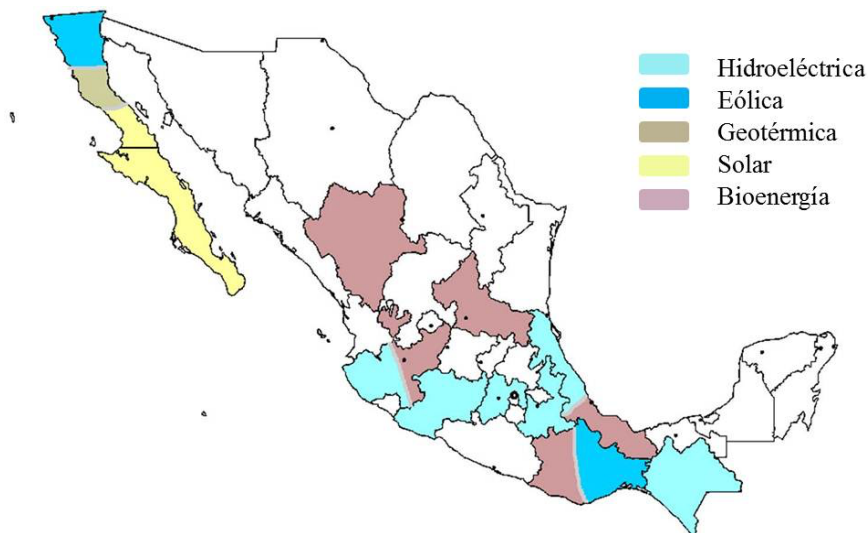 Hidroeléctrica
Eólica
Geotérmica
Solar
Bioenergía